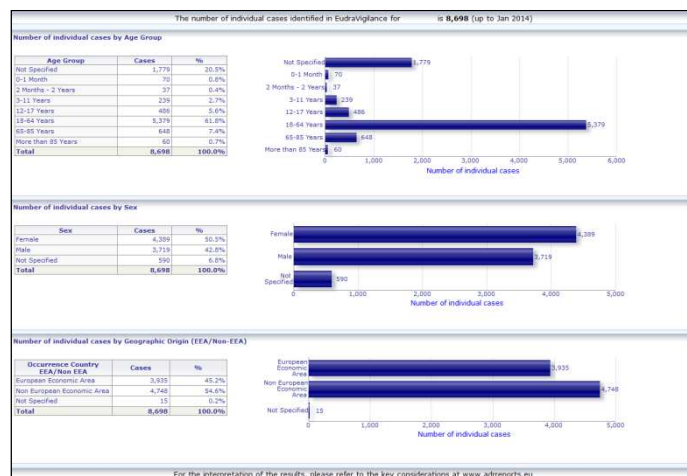 The number of individual cases identified in EudraVigilance for is 8,698 (up to Jan 2014)
Number of individual cases by Age Group
Age Group Cases %
Not Specified 1,779 20.5%
0-1 Month 70 0.8%
2 Months - 2 Years 37 0.4%
3-11 Years 239 2.7%
12-17 Years 486 5.6%
18-64 Years 5,379 61.8%
65-85 Years 648 7.4%
More than 85 Years 60 0.7%
Total 8,698 100.0%
Not Specified 1,779
0-1 Month 70
2 Months - 2 Years 37
3-11 Years 239
12-17 Years 486
18-64 Years 5,379
65-85 Years 648
More than 85 Years 60
0 1,000 2,000 3,000 4,000 5,000 6,000
Number of individual cases
Number of individual cases by Sex
Sex Cases %
Female 4,389 50.5%
Male 3,719 42.8%
Not Specified 590 6.8%
Total 8,698 100.0%
Female 4,389
Male 3,719
Not
Specified 590
0 1,000 2,000 3,000 4,000 5,000
Number of individual cases
Number of individual cases by Geographic Origin (EEA/Non-EEA)
Occurrence Country
EEA/Non EEA Cases %
European Economic Area 3,935 45.2%
Non European Economic Area 4,748 54.6%
Not Specified 15 0.2%
Total 8,698 100.0%
European
Economic
Area 3,935
Non European
Economic
Area 4,748
Not Specified 15
0 1,000 2,000 3,000 4,000 5,000
Number of individual cases
For the interpretation of the results, please refer to the key considerations at www.adrreports.eu